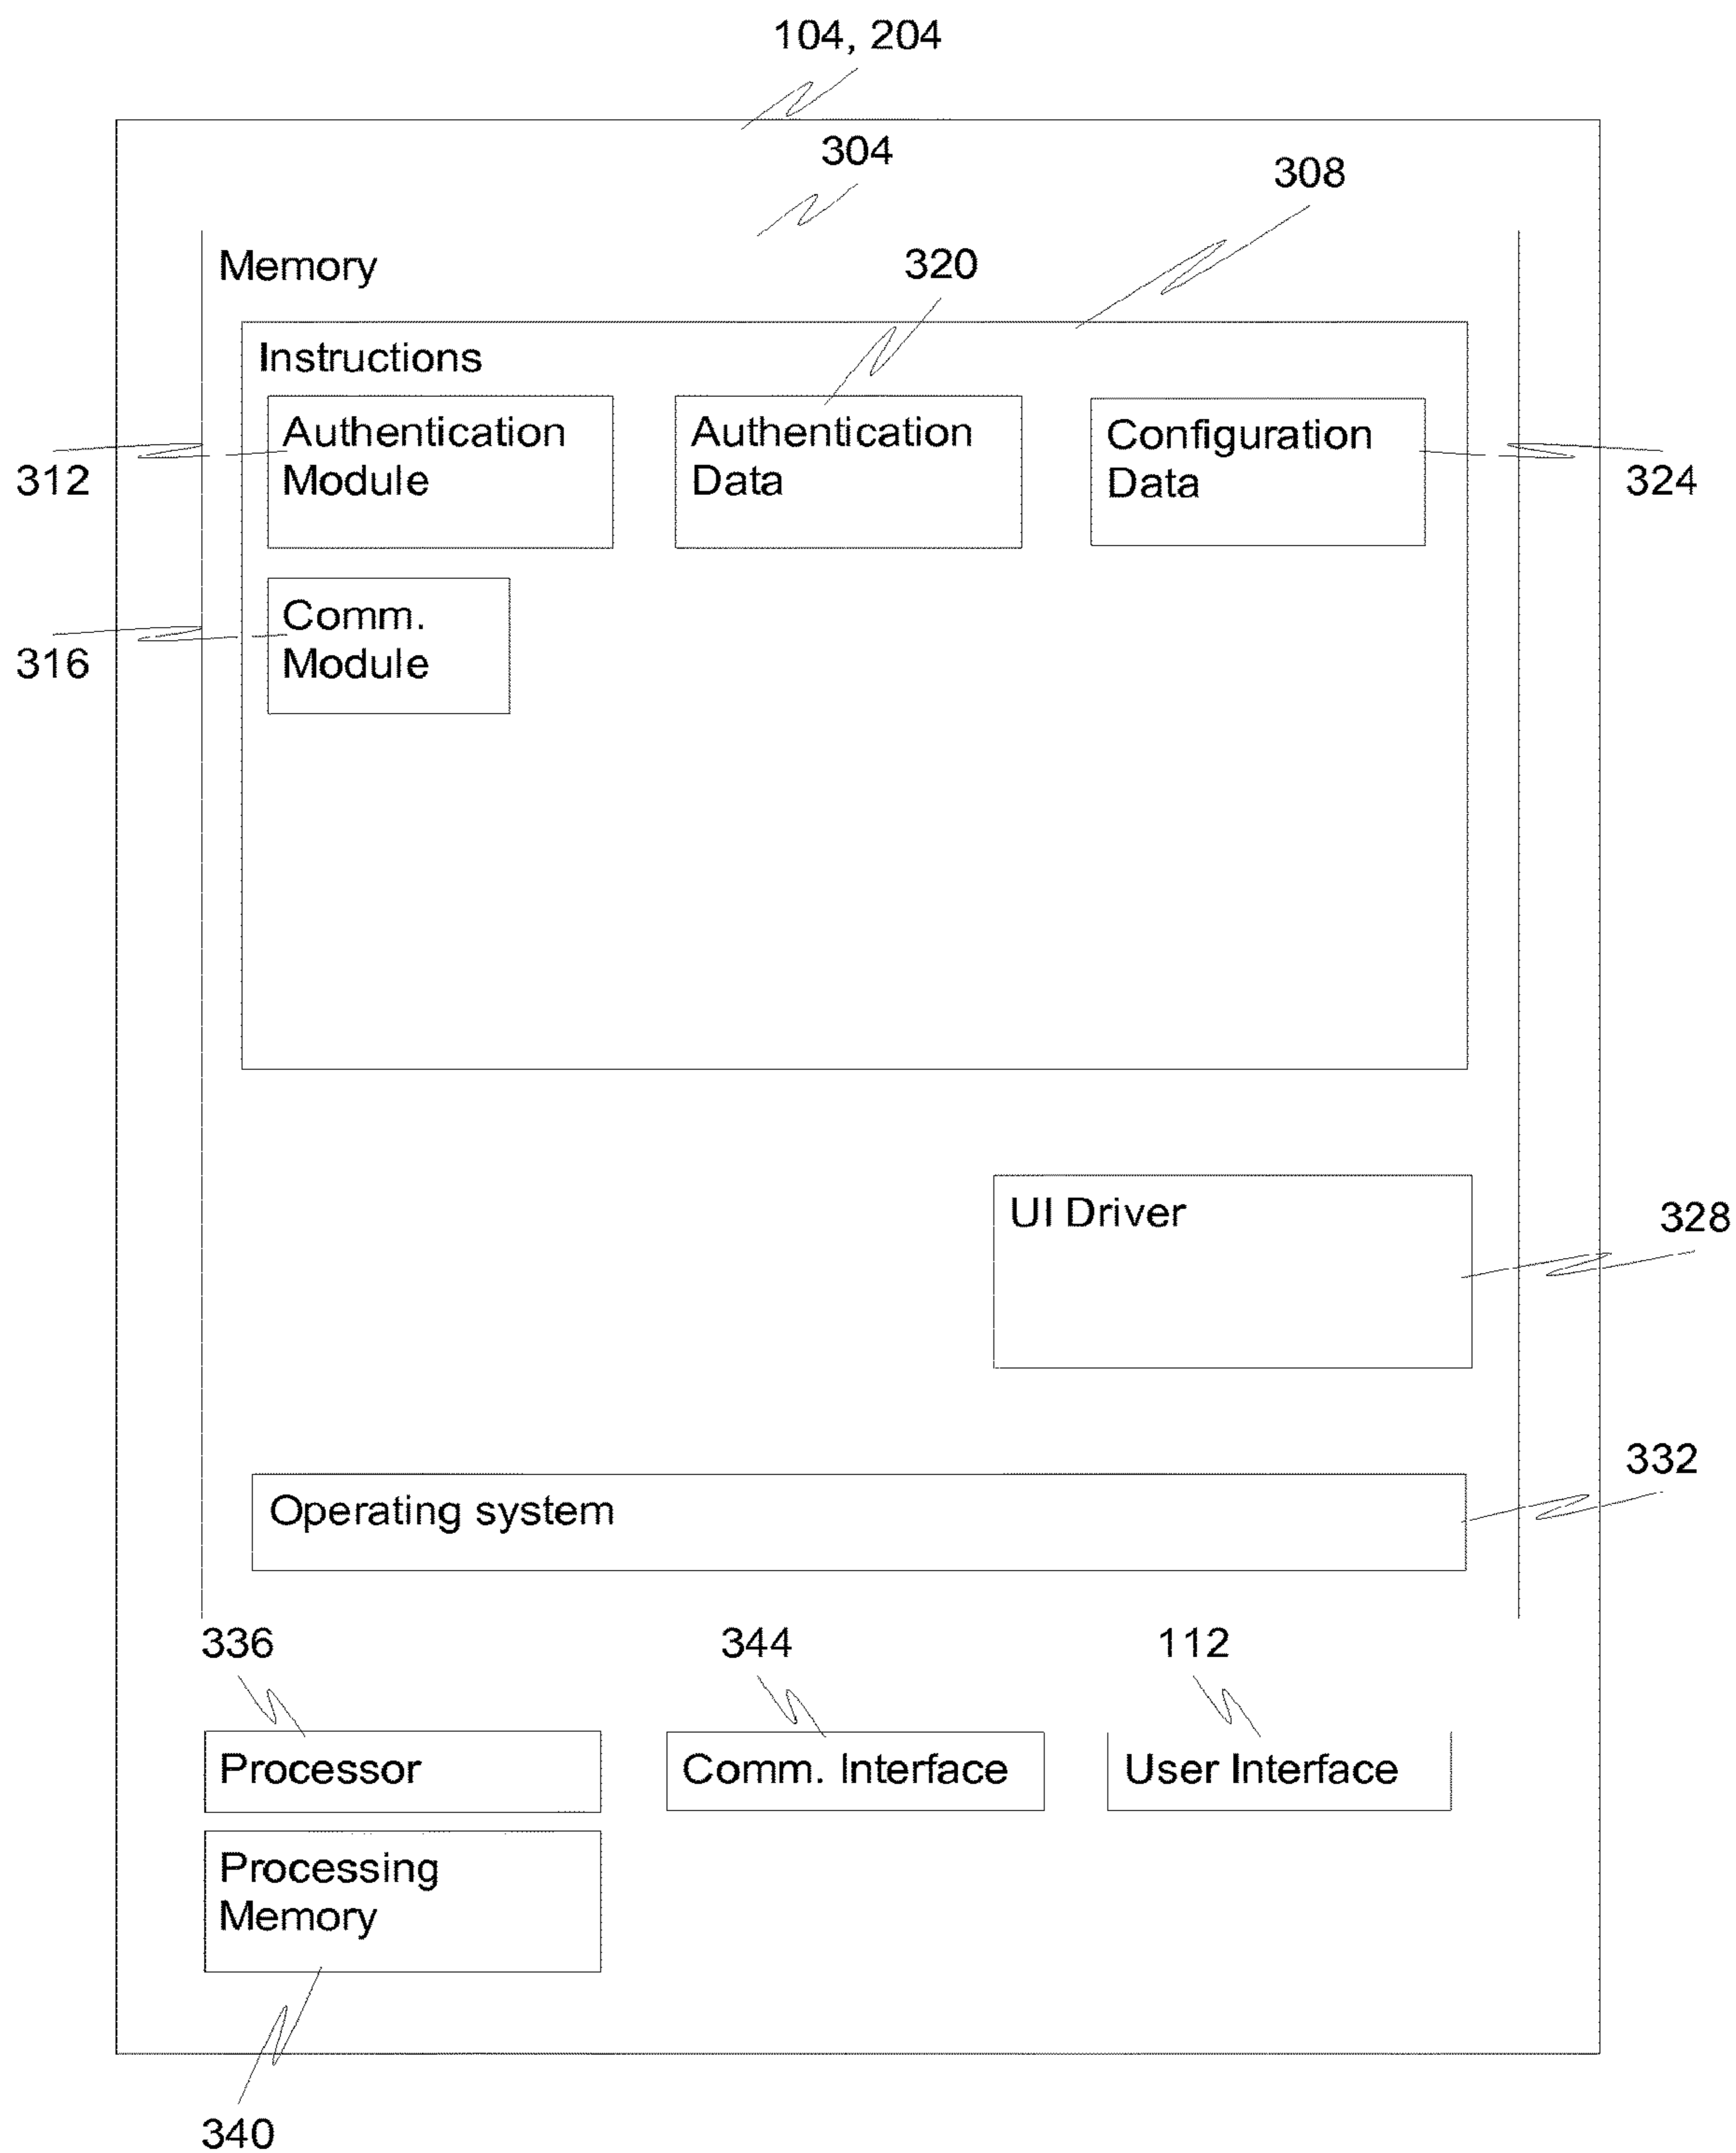 104, 204
304
308
Memory
320
Instructions
Authentication
Module
Authentication
Data
Configuration
Data
312
324
Comm.
Module
316
UI Driver
328
332
Operating system
336
344
112
Processor
Comm. Interface
User Interface
Processing
Memory
340